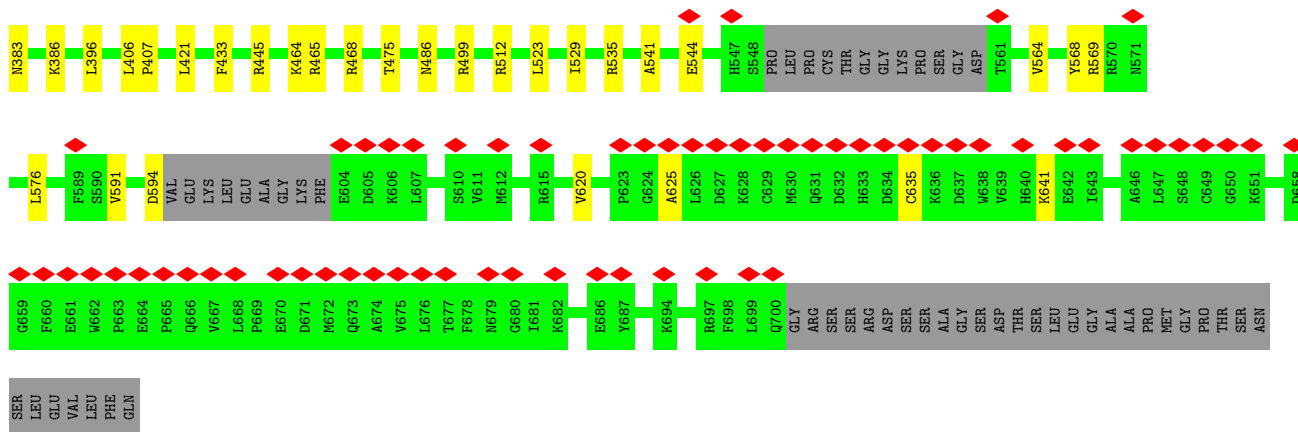 N383 K386 L396 L406 P407 L421 F433 R445 K464 R465 R468 T475 N486 R499 R512 L523 I529 R535 A541 E544 H547 S548 PRO LEU PRO CYS THR GLY GLY LYS PRO SER GLY ASP T561 V564 Y568 R569 R570 N571
L576 F589 S590 V591 D594 VAL GLU LYS LEU GLU ALA GLY LYS PHE E604 D605 K606 L607 S610 V611 M612 R615 V620 P623 G624 A625 L626 D627 K628 C629 M630 Q631 D632 H633 D634 C635 K636 D637 W638 V639 H640 K641 E642 I643 A646 L647 S648 C649 G650 K651 D658
G659 F660 E661 W662 P663 E664 P665 Q666 V667 L668 P669 E670 D671 M672 Q673 A674 V675 L676 T677 F678 N679 G680 I681 K682 E686 Y687 K694 R697 F698 L699 Q700 GLY ARG SER SER ARG ASP SER SER ALA GLY SER ASP THR SER LEU GLU GLY ALA ALA PRO MET GLY PRO THR SER ASN
SER LEU GLU VAL LEU PHE GLN